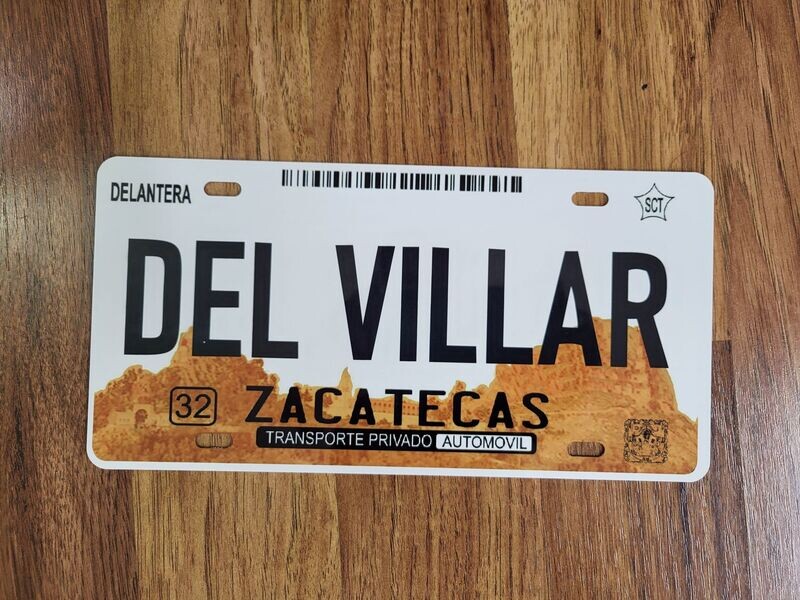 DELANTERA
SCT
DEL VILLAR
32
ZACATECAS
TRANSPORTE PRIVADO AUTOMOVIL